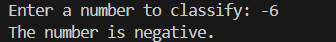 Enter a number to classify: -6
The number is negative.